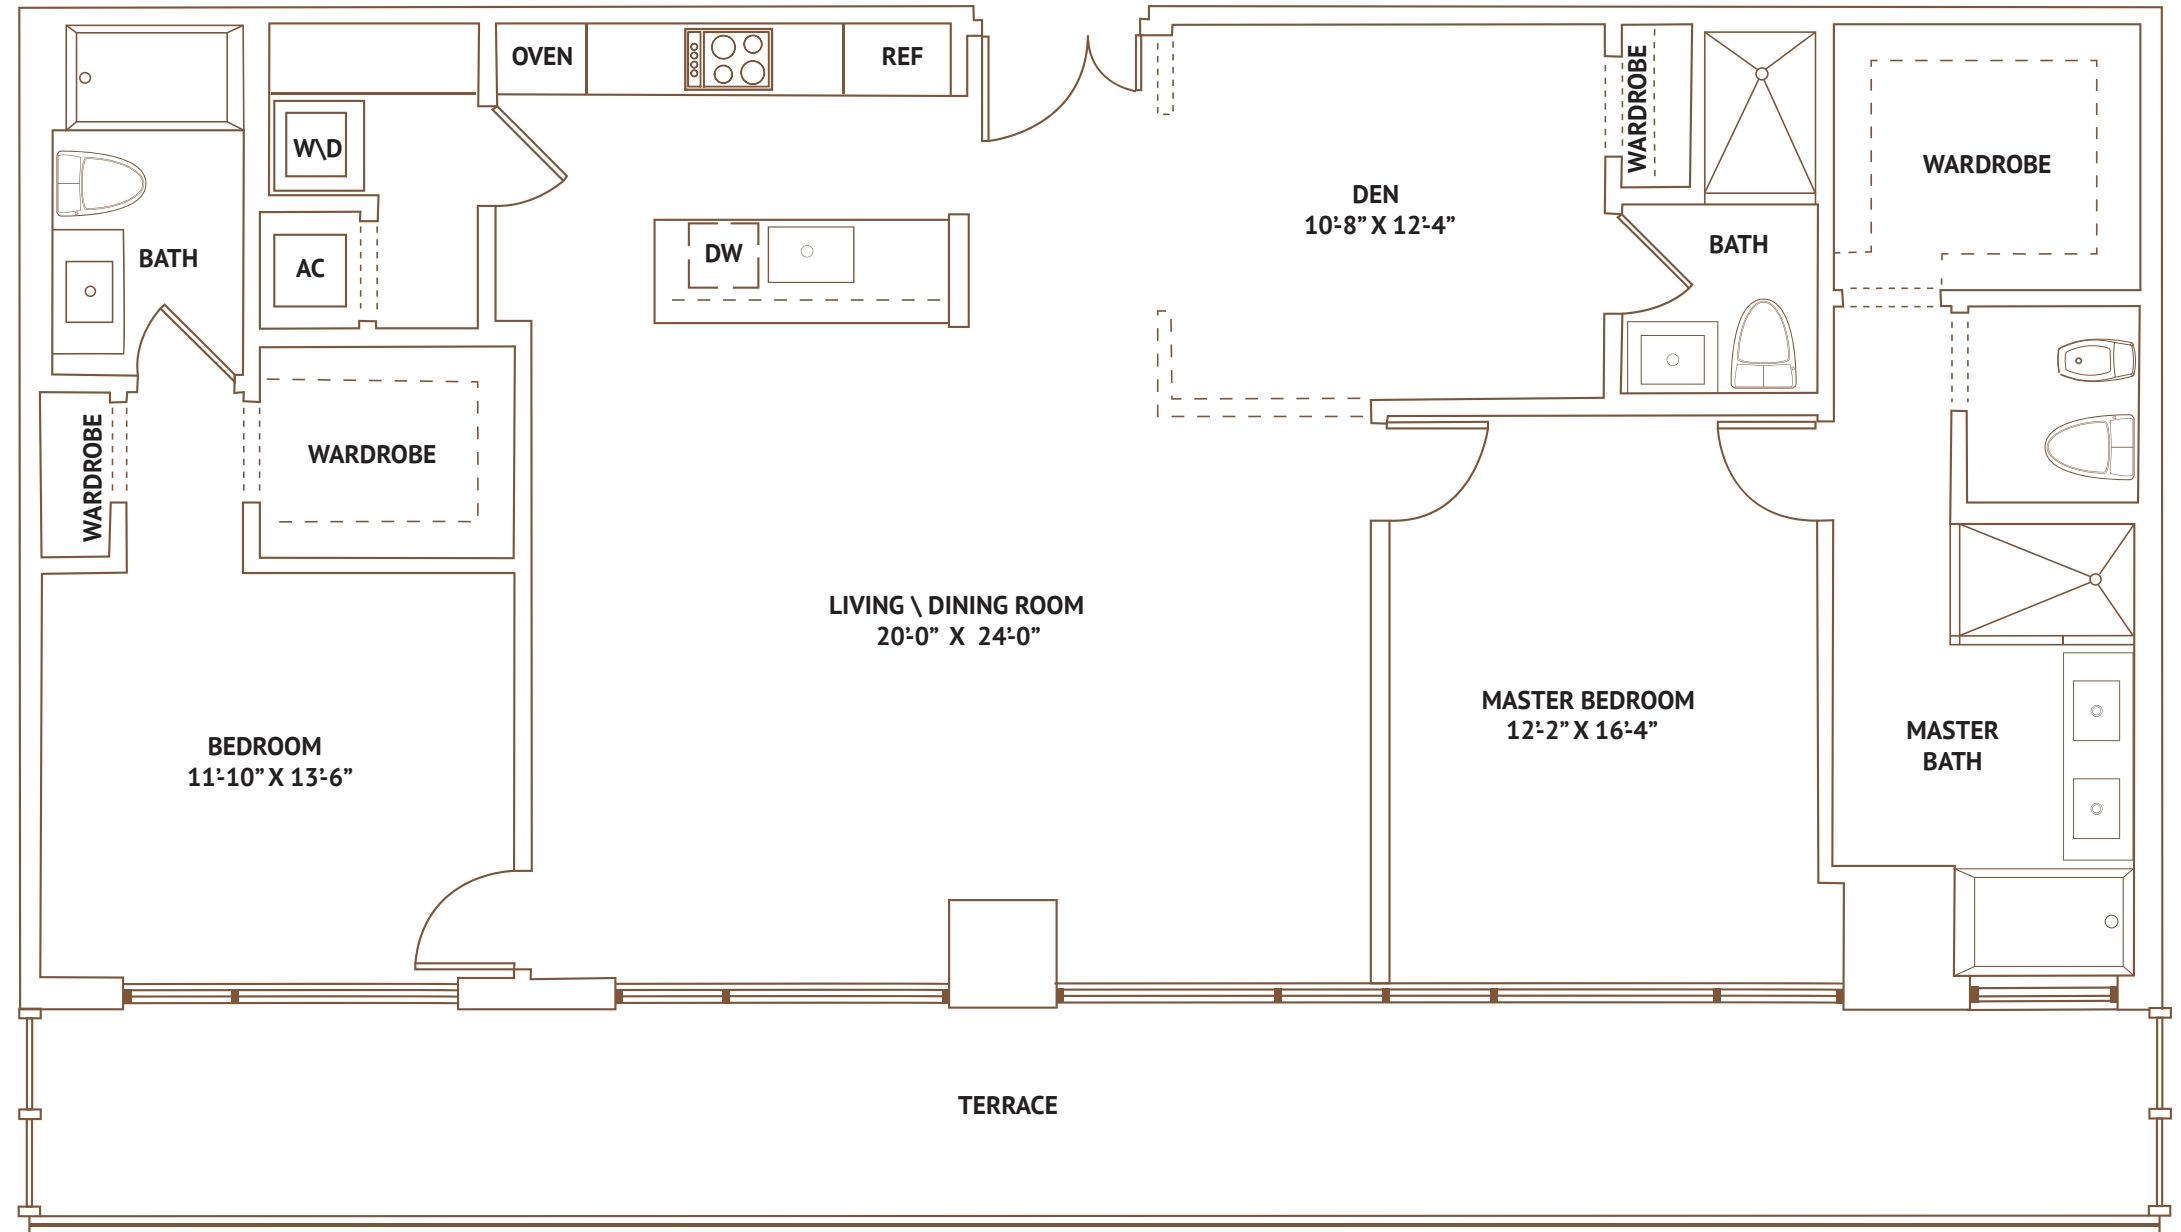 OVEN
REF
WARDROBE
W\D
WARDROBE
DEN
10'-8” X 12'-4”
BATH
DW
BATH
AC
WARDROBE
WARDROBE
LIVING \ DINING ROOM
20'-0” X 24'-0”
MASTER BEDROOM
12'-2” X 16'-4”
MASTER
BATH
BEDROOM
11'-10” X 13'-6”
TERRACE